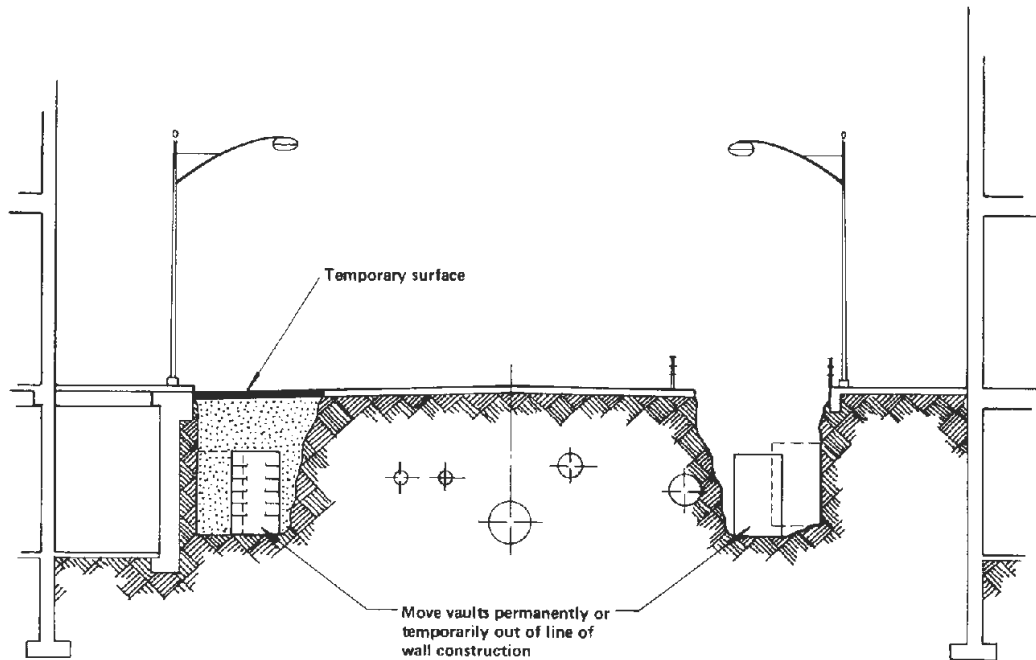 Temporary surface
Move vaults permanently or
temporarily out of line of
wall construction